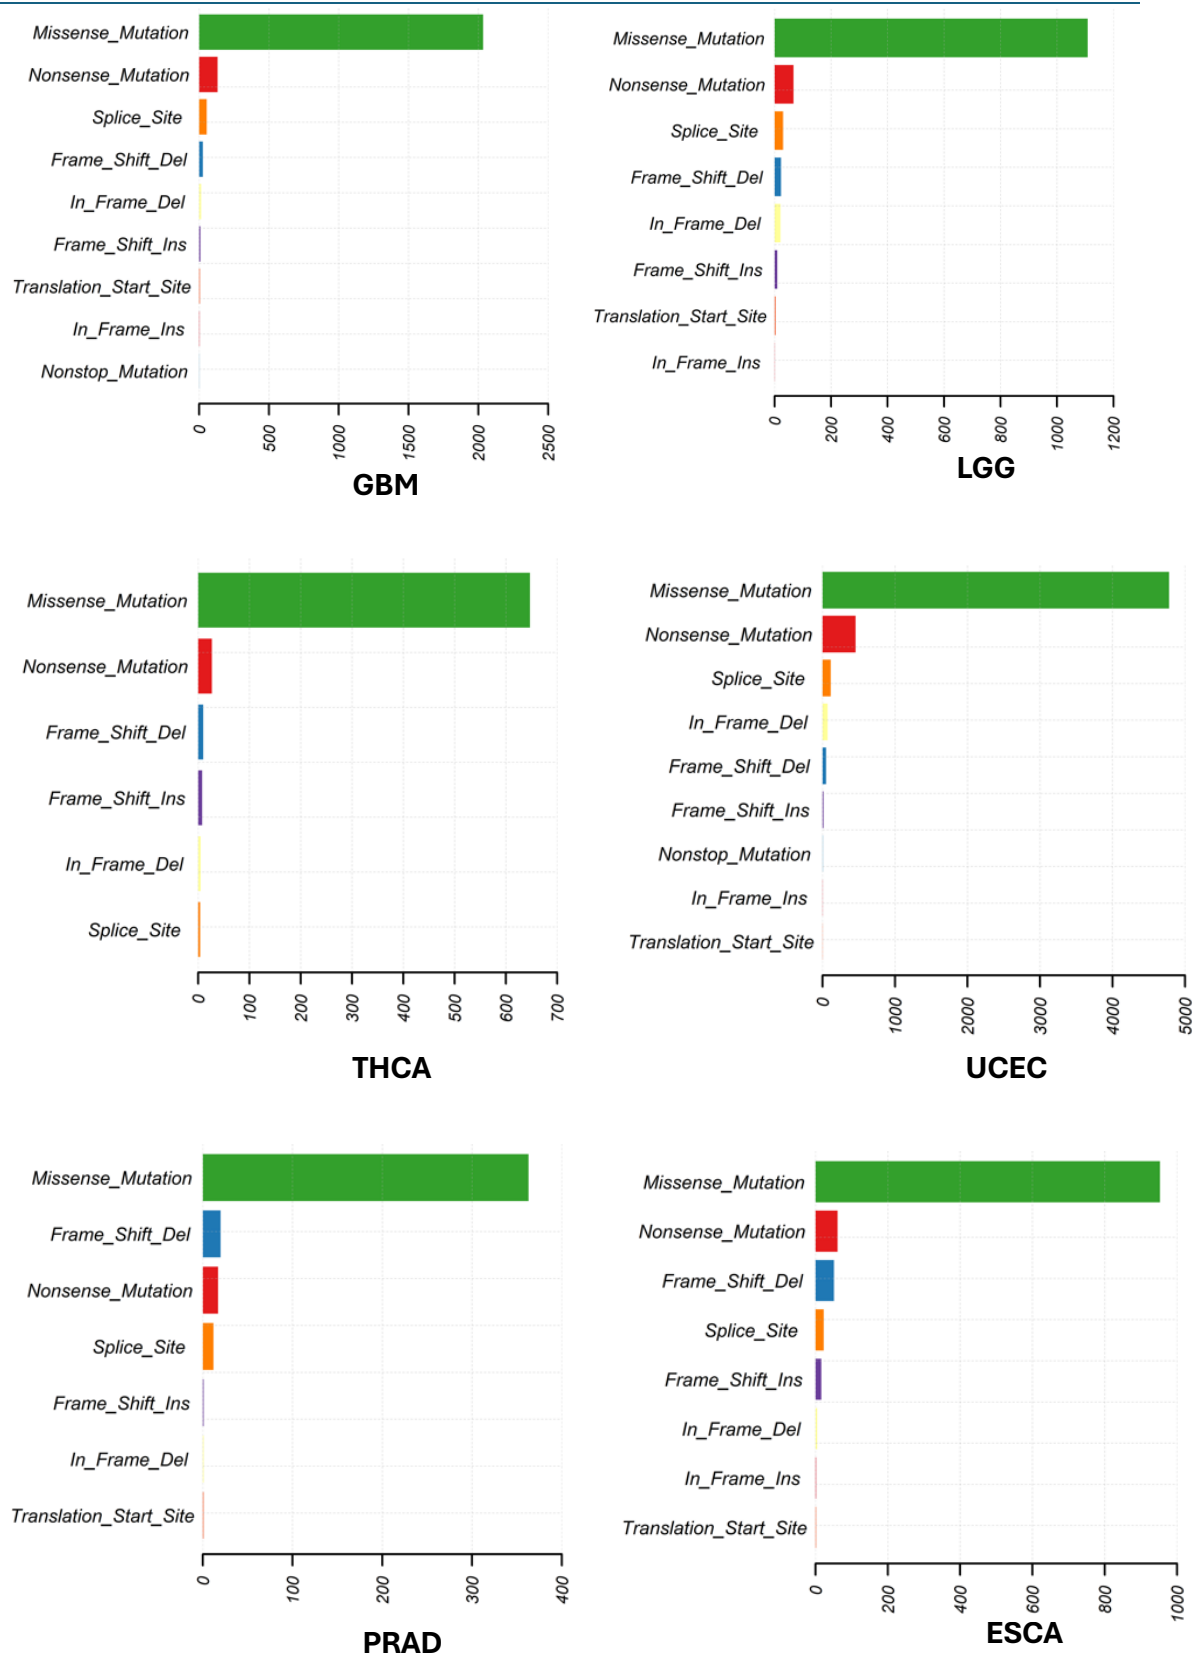 Missense_Mutation
Nonsense_Mutation
Splice_Site
Frame_Shift_Del
In_Frame_Del
Frame_Shift_Ins
Translation_Start_Site
In_Frame_Ins
Nonstop_Mutation
0 500 1000 1500 2000 2500
GBM
Missense_Mutation
Nonsense_Mutation
Splice_Site
Frame_Shift_Del
In_Frame_Del
Frame_Shift_Ins
Translation_Start_Site
In_Frame_Ins
0 200 400 600 800 1000 1200
LGG
Missense_Mutation
Nonsense_Mutation
Frame_Shift_Del
Frame_Shift_Ins
In_Frame_Del
Splice_Site
0 100 200 300 400 500 600 700
THCA
Missense_Mutation
Nonsense_Mutation
Splice_Site
In_Frame_Del
Frame_Shift_Del
Frame_Shift_Ins
Nonstop_Mutation
In_Frame_Ins
Translation_Start_Site
0 1000 2000 3000 4000 5000
UCEC
Missense_Mutation
Frame_Shift_Del
Nonsense_Mutation
Splice_Site
Frame_Shift_Ins
In_Frame_Del
Translation_Start_Site
0 100 200 300 400
PRAD
Missense_Mutation
Nonsense_Mutation
Frame_Shift_Del
Splice_Site
Frame_Shift_Ins
In_Frame_Del
In_Frame_Ins
Translation_Start_Site
0 200 400 600 800 1000
ESCA